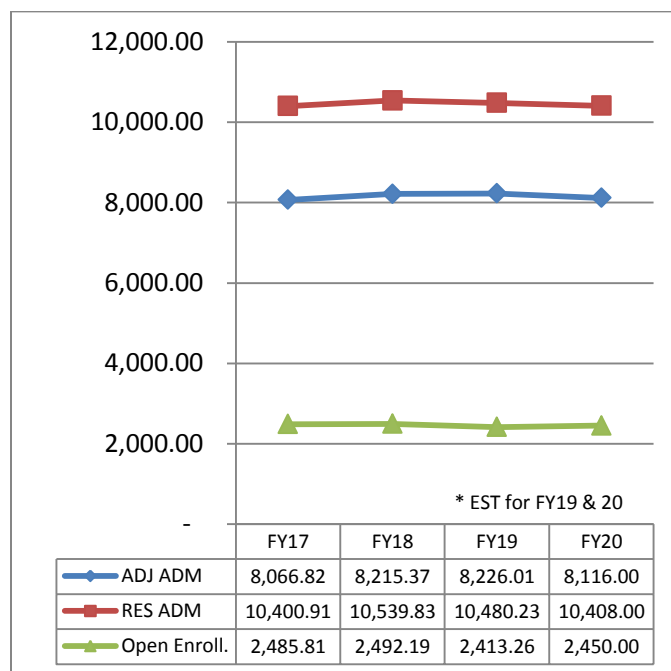 12,000.00
10,000.00
8,000.00
6,000.00
4,000.00
2,000.00
* EST for FY19 & 20
-
FY17 FY18 FY19 FY20
ADJ ADM 8,066.82 8,215.37 8,226.01 8,116.00
RES ADM 10,400.91 10,539.83 10,480.23 10,408.00
Open Enroll. 2,485.81 2,492.19 2,413.26 2,450.00